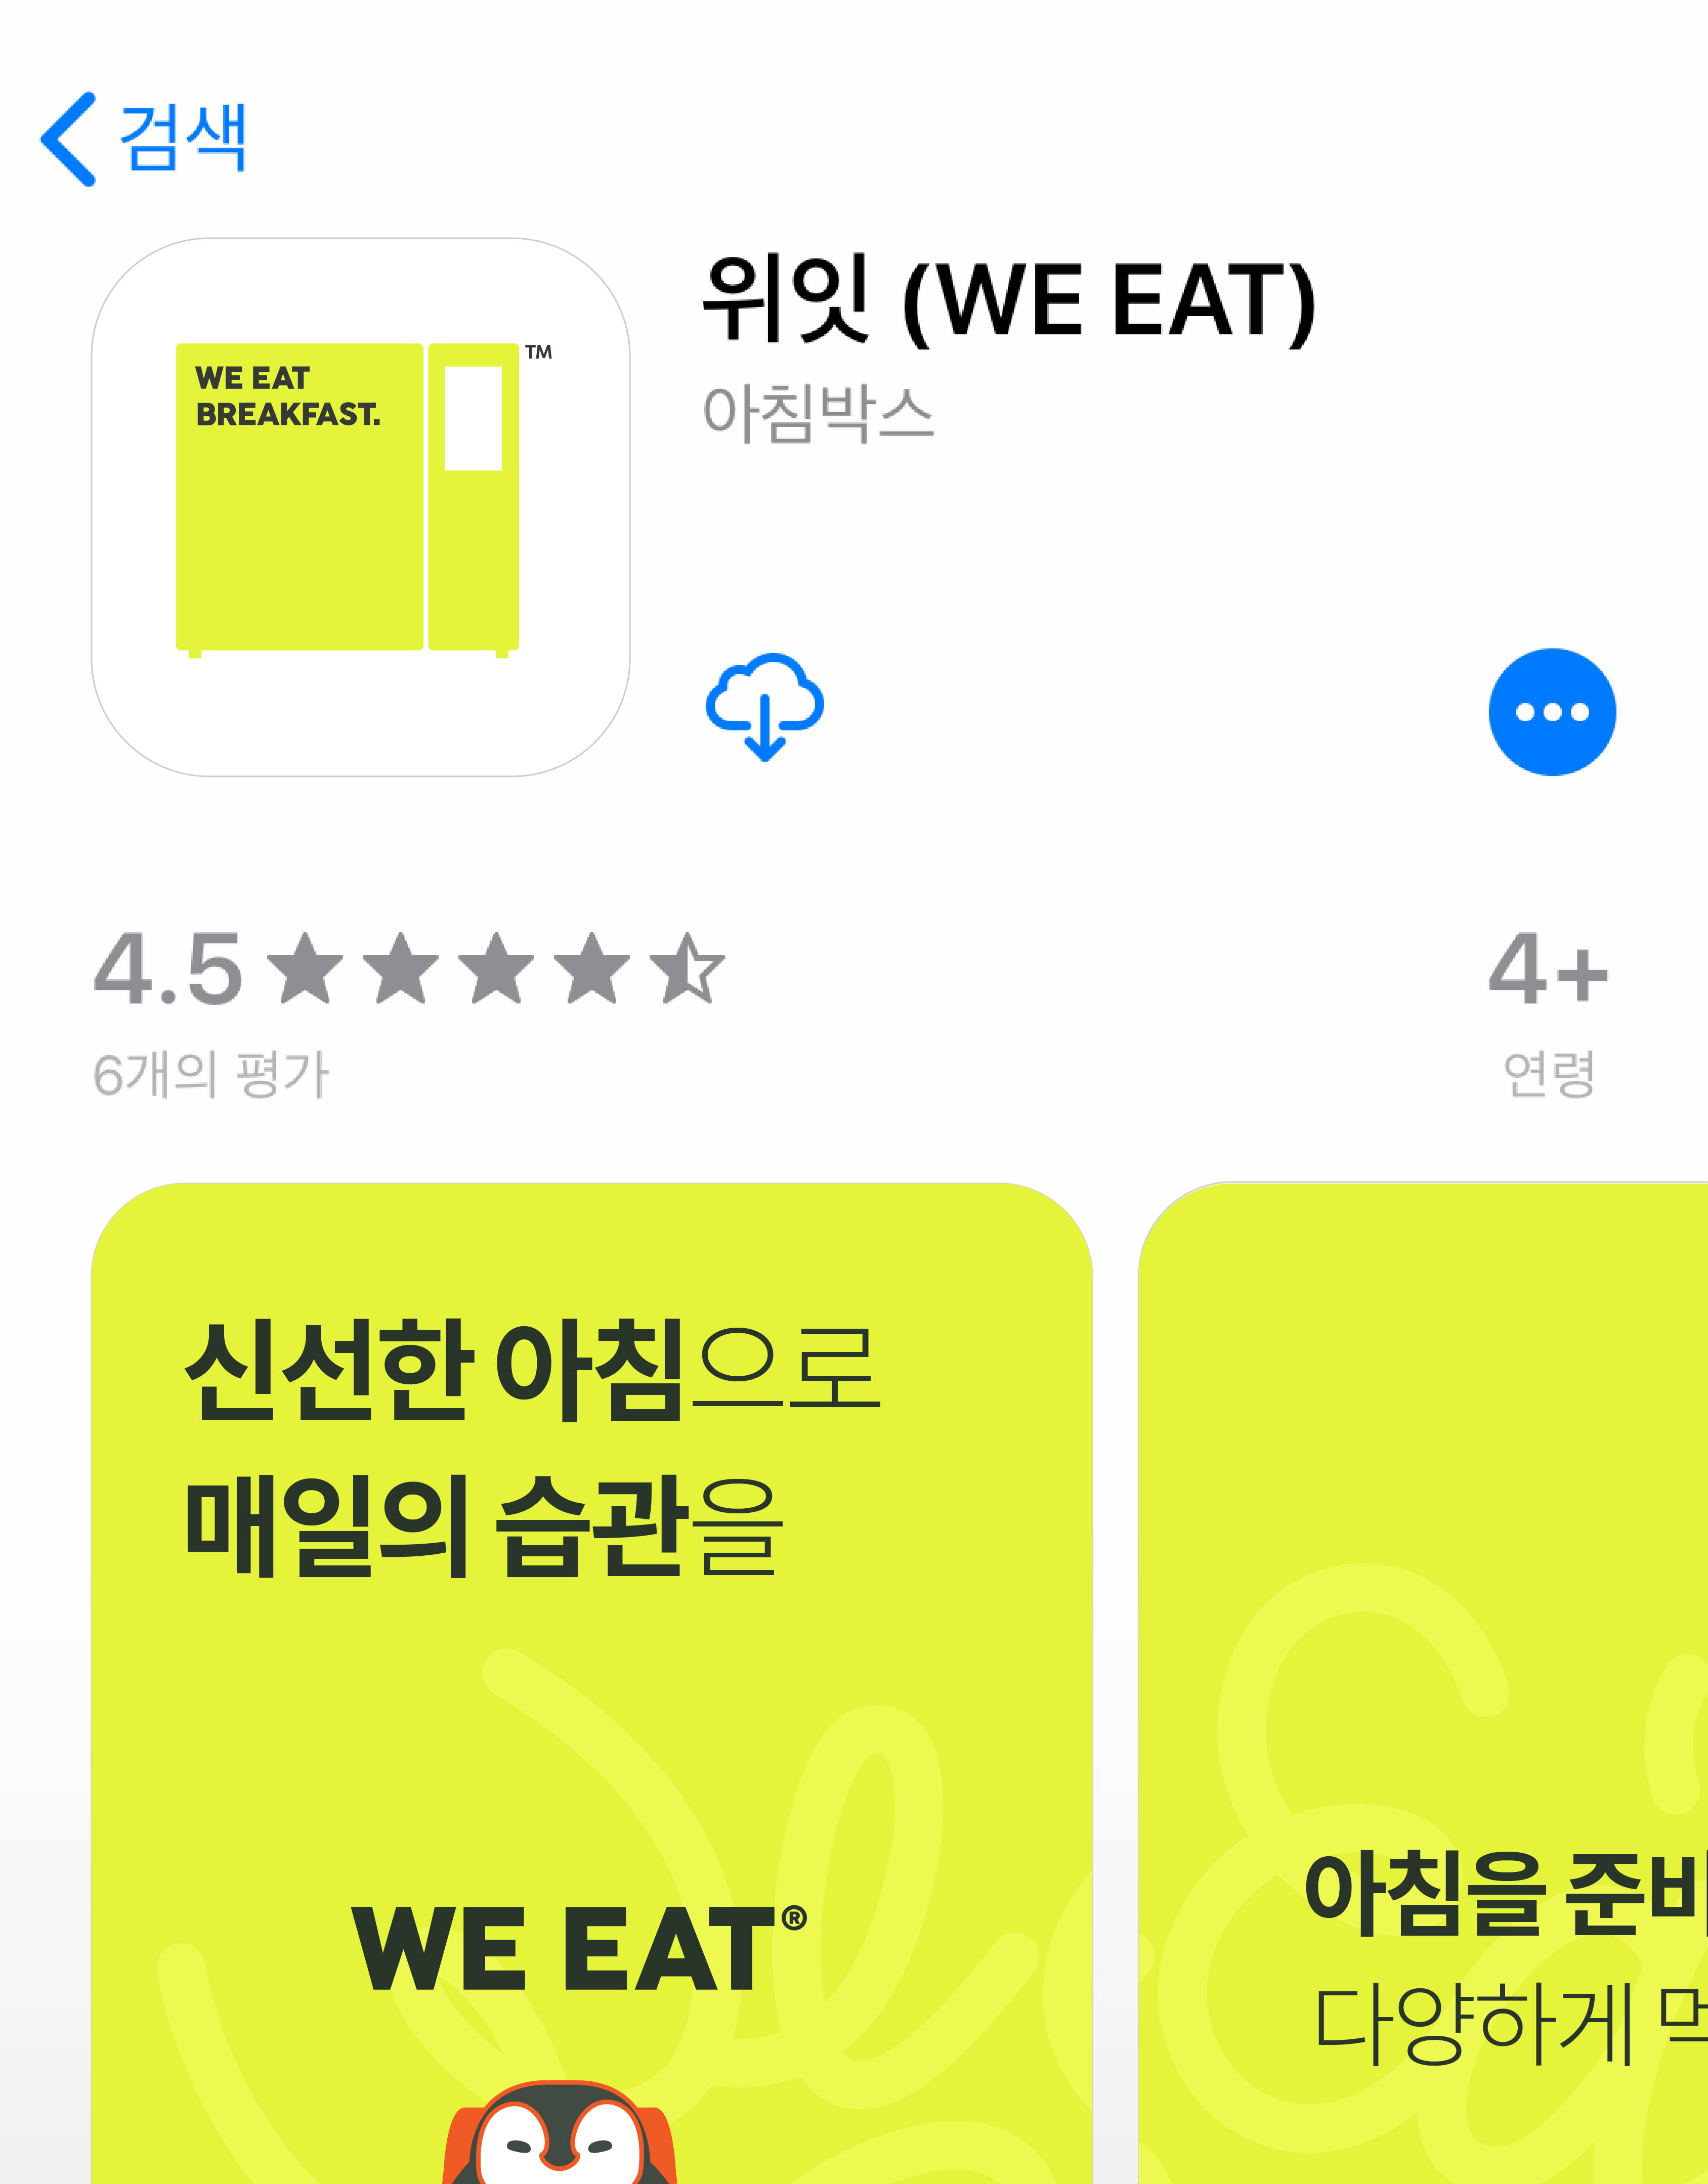 검색
WE EAT
BREAKFAST.
TM
위잇 (WE EAT)
아침박스
4.5
6개의 평가
4+
연령
신선한 아침으로
매일의 습관을
WE EAT®
아침을 준비
다양하게